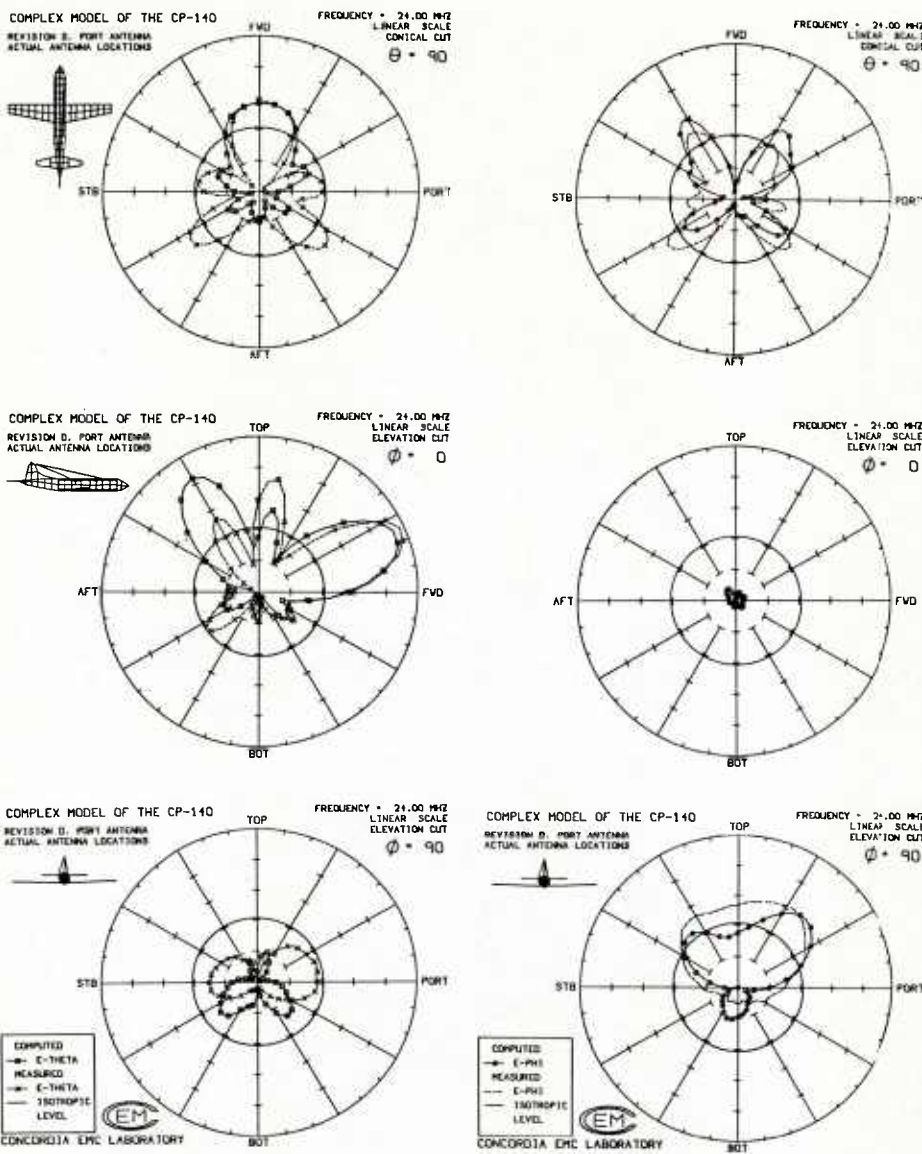 COMPLEX MODEL OF THE CP-140
REVISION D. PORT ANTENNA
ACTUAL ANTENNA LOCATIONS
FREQUENCY = 24.00 MHZ
LINEAR SCALE
CONICAL CUT
θ = 90
FWD
STB
PORT
AFT
FREQUENCY = 24.00 MHZ
LINEAR SCALE
CONICAL CUT
θ = 90
FWD
STB
PORT
AFT
COMPLEX MODEL OF THE CP-140
REVISION D. PORT ANTENNA
ACTUAL ANTENNA LOCATIONS
FREQUENCY = 24.00 MHZ
LINEAR SCALE
ELEVATION CUT
φ = 0
TOP
AFT
FWD
BOT
FREQUENCY = 24.00 MHZ
LINEAR SCALE
ELEVATION CUT
φ = 0
TOP
AFT
FWD
BOT
COMPLEX MODEL OF THE CP-140
REVISION D. PORT ANTENNA
ACTUAL ANTENNA LOCATIONS
FREQUENCY = 24.00 MHZ
LINEAR SCALE
ELEVATION CUT
φ = 90
TOP
STB
PORT
BOT
COMPUTED
E-THETA
MEASURED
E-THETA
ISOTROPIC
LEVEL
EMC
CONCORDIA EMC LABORATORY
COMPLEX MODEL OF THE CP-140
REVISION D. PORT ANTENNA
ACTUAL ANTENNA LOCATIONS
FREQUENCY = 24.00 MHZ
LINEAR SCALE
ELEVATION CUT
φ = 90
TOP
STB
PORT
BOT
COMPUTED
E-PHI
MEASURED
E-PHI
ISOTROPIC
LEVEL
EMC
CONCORDIA EMC LABORATORY